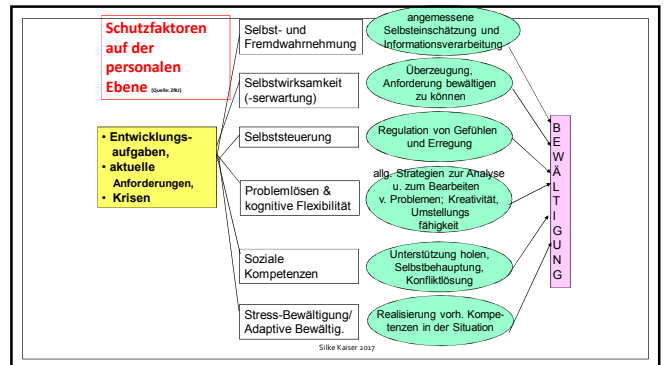 Schutzfaktoren
auf der
personalen
Ebene (Quelle: ZfkJ)
• Entwicklungs-
aufgaben,
• aktuelle
Anforderungen,
• Krisen
Selbst- und
Fremdwahrnehmung
angemessene
Selbsteinschätzung und
Informationsverarbeitung
Selbstwirksamkeit
(-serwartung)
Überzeugung,
Anforderung bewältigen
zu können
Selbststeuerung
Regulation von Gefühlen
und Erregung
Problemlösen &
kognitive Flexibilität
allg. Strategien zur Analyse
u. zum Bearbeiten
v. Problemen; Kreativität,
Umstellungs
fähigkeit
Soziale
Kompetenzen
Unterstützung holen,
Selbstbehauptung,
Konfliktlösung
Stress-Bewältigung/
Adaptive Bewältig.
Realisierung vorh. Kompe-
tenzen in der Situation
B
E
W
Ä
L
T
I
G
U
N
G
Silke Kaiser 2017